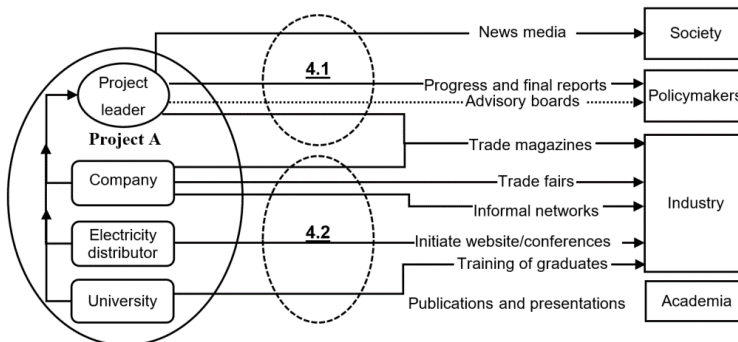 News media
Society
4.1
Project
leader
Progress and final reports
Advisory boards
Policymakers
Project A
Trade magazines
Company
Trade fairs
Industry
Informal networks
4.2
Electricity
distributor
Initiate website/conferences
Training of graduates
University
Publications and presentations
Academia